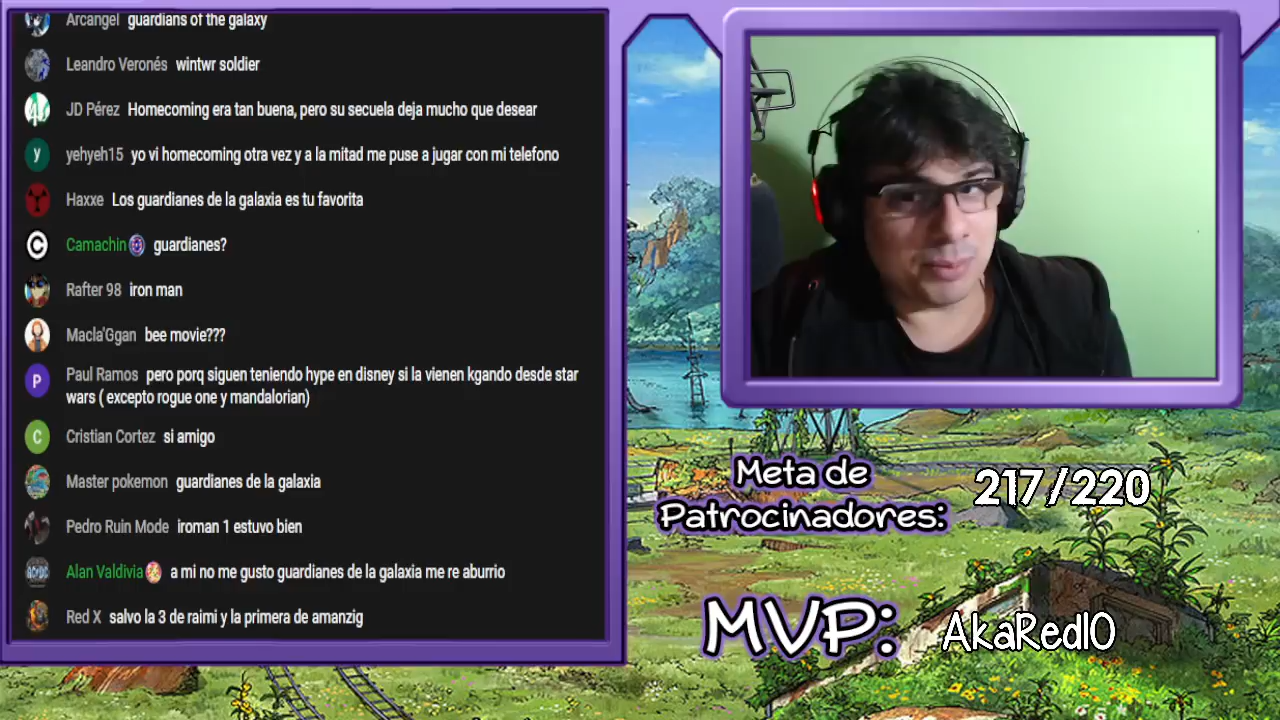 Arcangel guardians of the galaxy
Leandro Veronés wintwr soldier
JD Pérez Homecoming era tan buena, pero su secuela deja mucho que desear
y yehyeh15 yo vi homecoming otra vez y a la mitad me puse a jugar con mi telefono
Haxxe Los guardianes de la galaxia es tu favorita
Camachin guardianes?
Rafter 98 iron man
Macla'Ggan bee movie???
P Paul Ramos pero porq siguen teniendo hype en disney si la vienen kgando desde star
wars ( excepto rogue one y mandalorian)
C Cristian Cortez si amigo
Master pokemon guardianes de la galaxia
Pedro Ruin Mode iroman 1 estuvo bien
AC/DC Alan Valdivia a mi no me gusto guardianes de la galaxia me re aburrio
Red X salvo la 3 de raimi y la primera de amanzig
Meta de
Patrocinadores: 217/220
MVP: AkaRed10